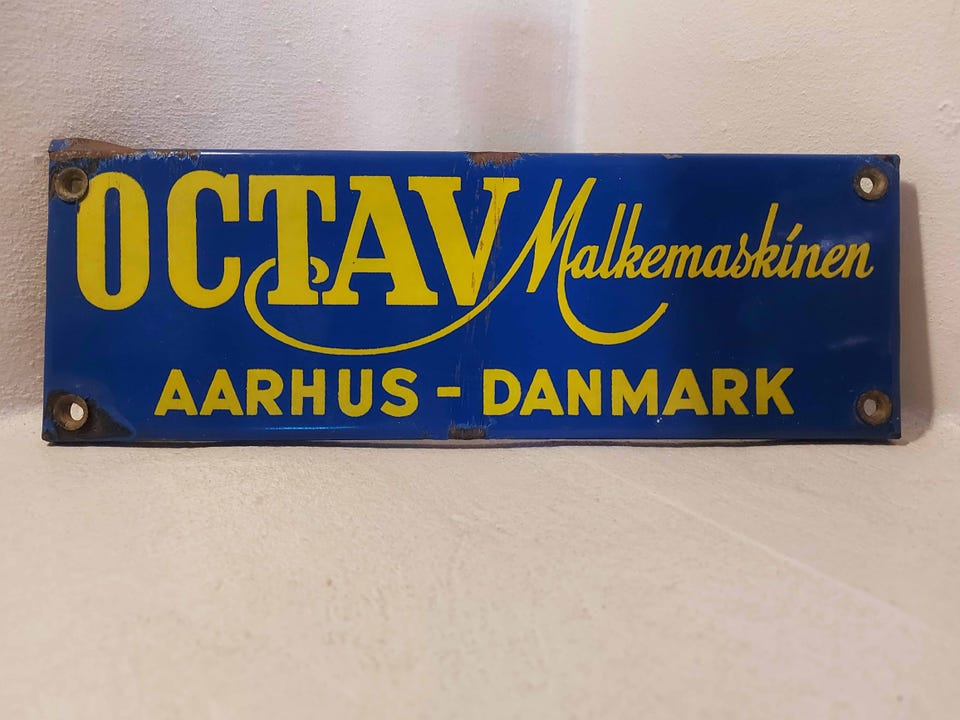 OCTAV Malkemaskinen
AARHUS - DANMARK